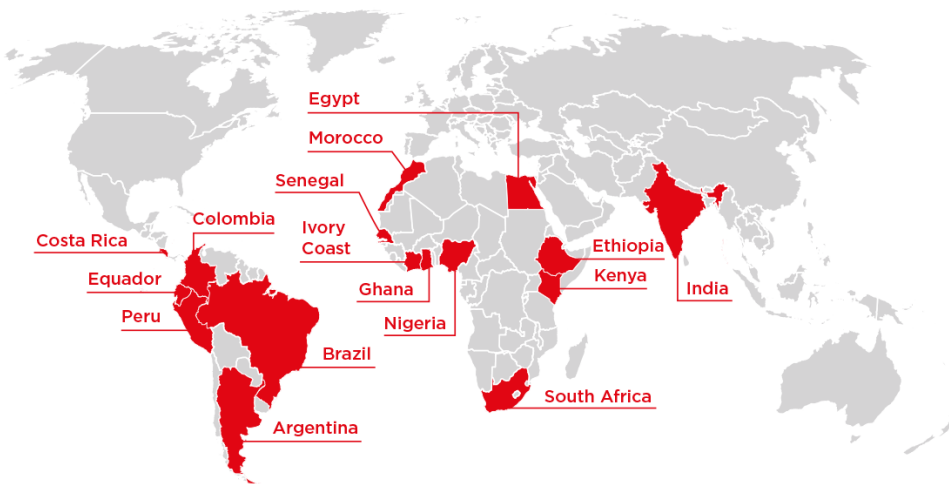 Egypt
Morocco
Senegal
Colombia
Costa Rica
Ivory
Coast
Ethiopia
Equador
Kenya
Ghana
India
Peru
Nigeria
Brazil
South Africa
Argentina